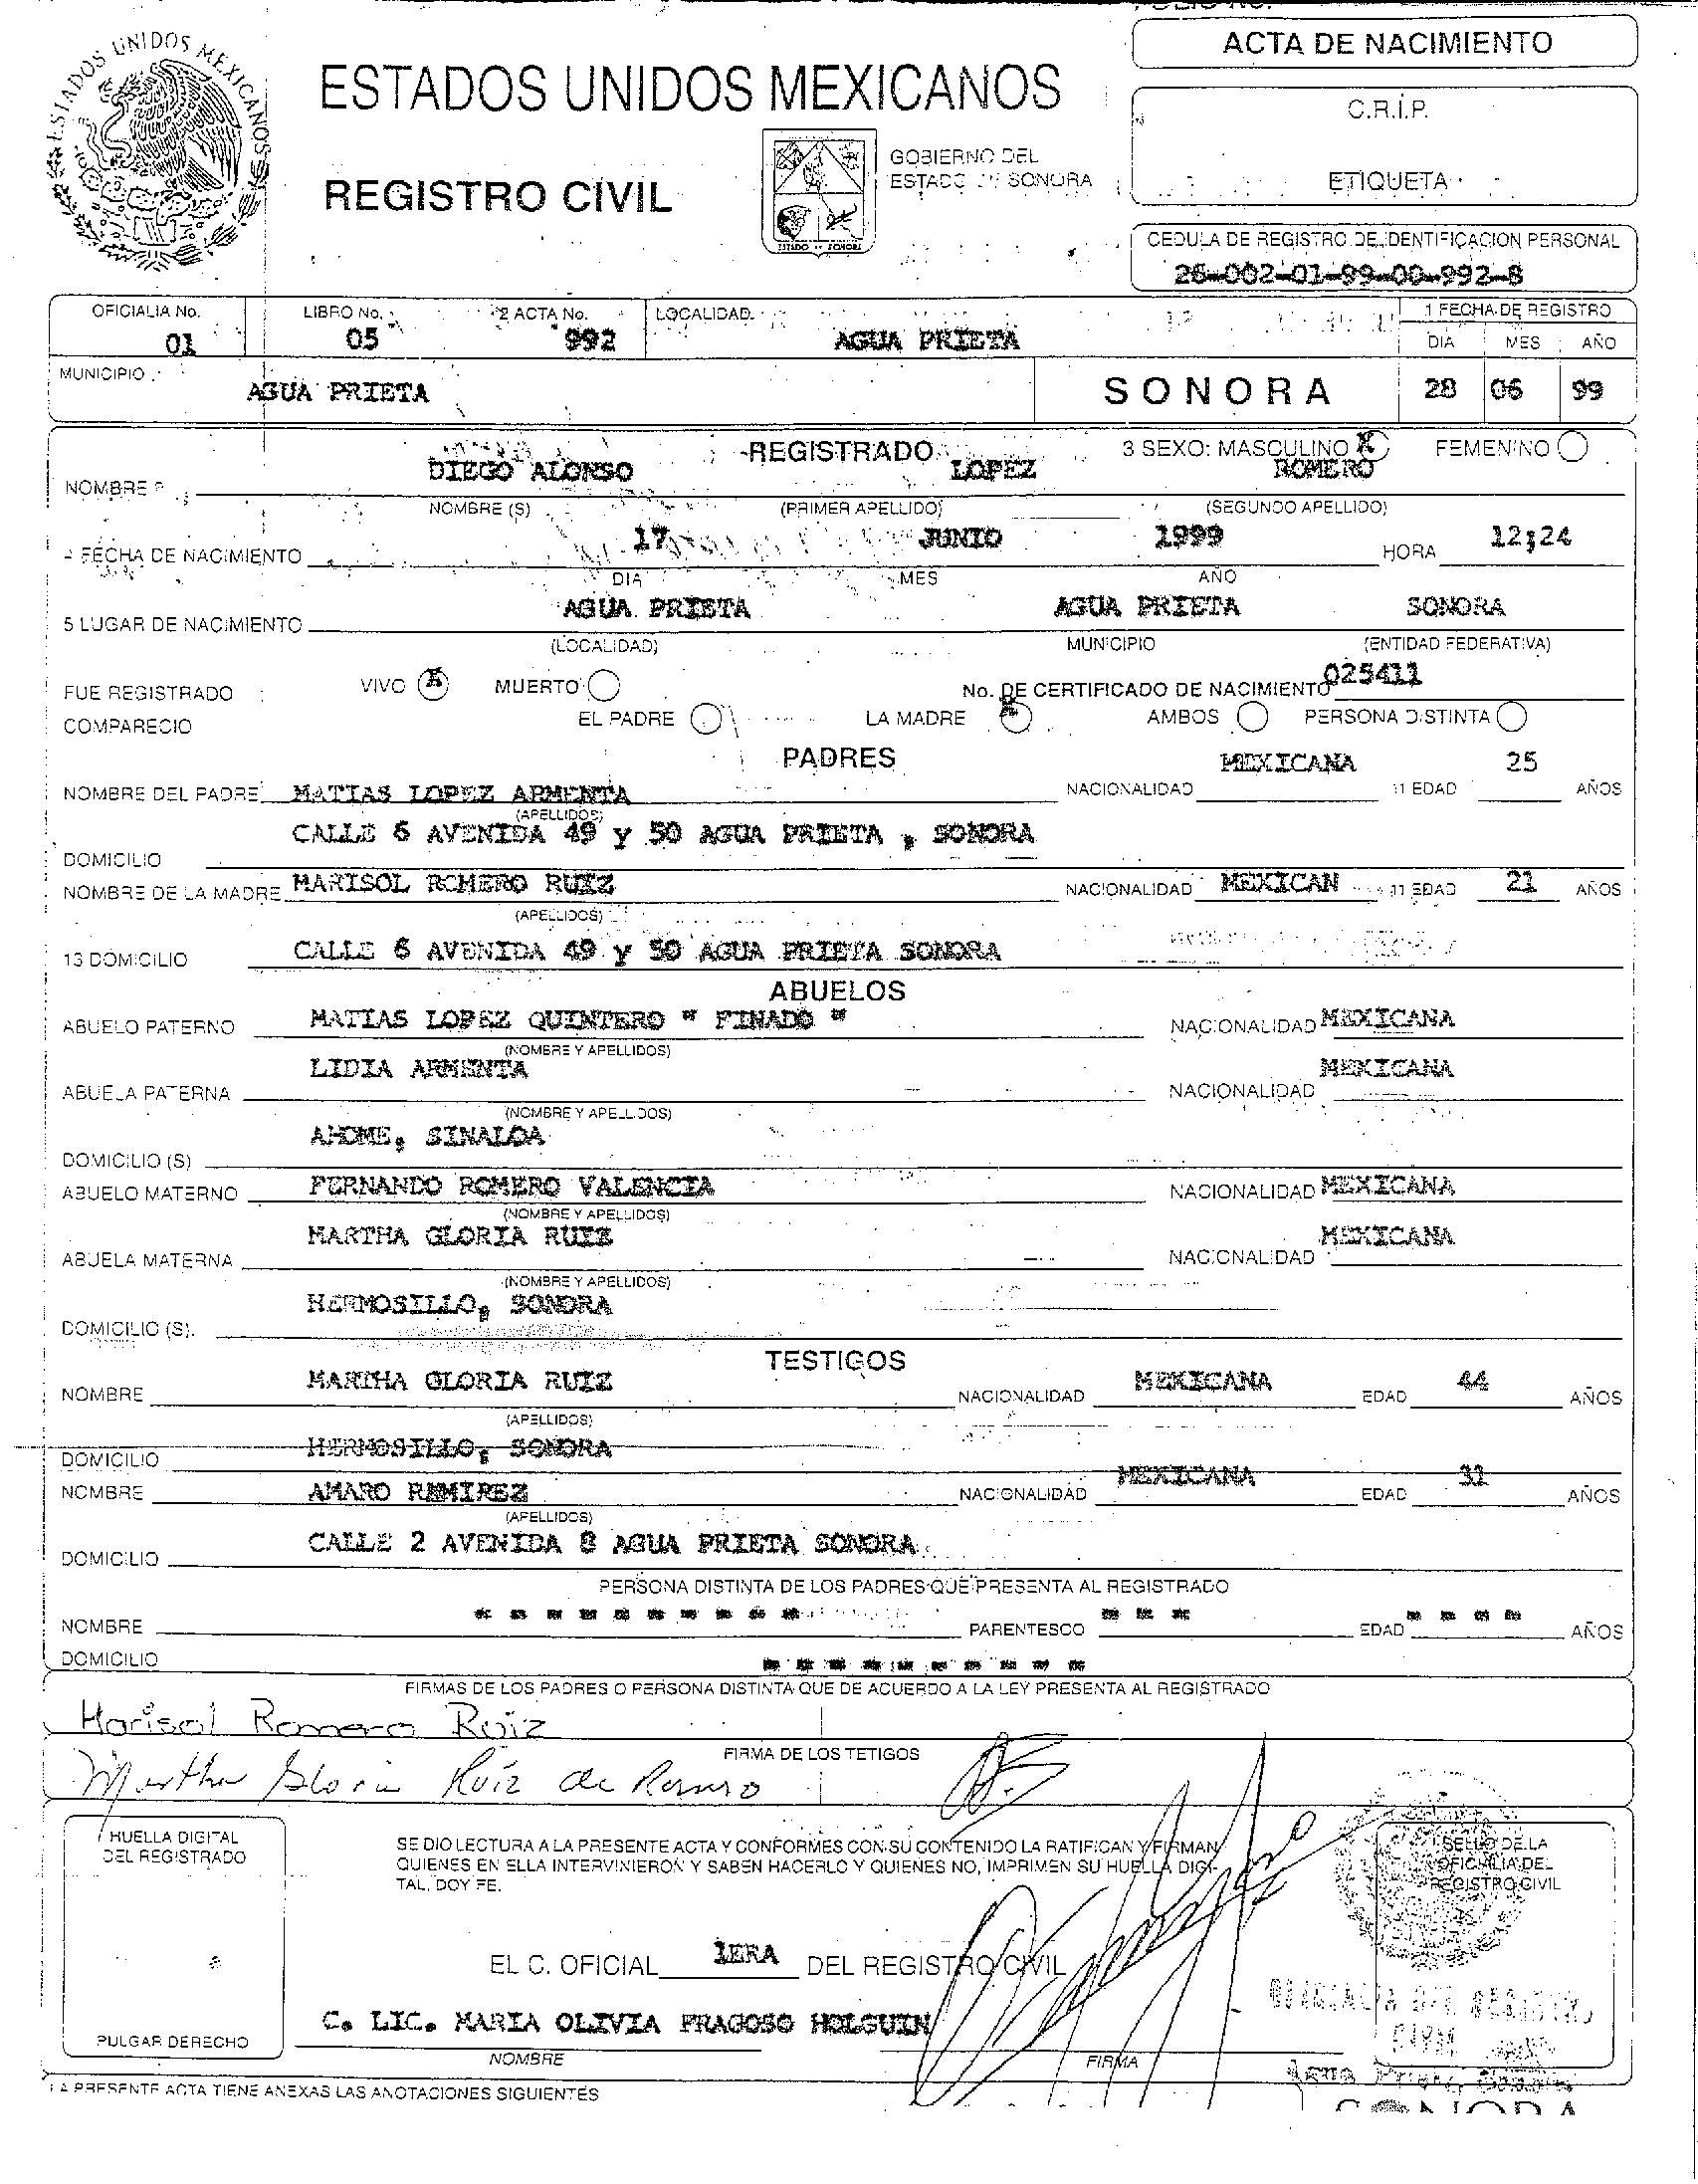 ESTADOS UNIDOS MEXICANOS
ACTA DE NACIMIENTO
ESTADOS UNIDOS MEXICANOS
C.R.I.P.
GOBIERNO DEL
ESTADO DE SONORA
REGISTRO CIVIL
ETIQUETA
ESTADO DE SONORA
CEDULA DE REGISTRO DE IDENTIFICACION PERSONAL
26-002-01-99-00-992-8
OFICIALIA No. LIBRO No. 2 ACTA No. LOCALIDAD 1 FECHA DE REGISTRO
01 05 992 AGUA PRIETA DIA MES AÑO
MUNICIPIO AGUA PRIETA SONORA 28 06 99
REGISTRADO 3 SEXO: MASCULINO X FEMENINO
NOMBRE DIEGO ALONSO LOPEZ ROMERO
NOMBRE (S) (PRIMER APELLIDO) (SEGUNDO APELLIDO)
FECHA DE NACIMIENTO 17 JUNIO 1999 HORA 12;24
DIA MES AÑO
5 LUGAR DE NACIMIENTO AGUA PRIETA AGUA PRIETA SONORA
(LOCALIDAD) MUNICIPIO (ENTIDAD FEDERATIVA)
FUE REGISTRADO VIVO X MUERTO No. DE CERTIFICADO DE NACIMIENTO 025411
COMPARECIO EL PADRE LA MADRE X AMBOS PERSONA DISTINTA
PADRES
NOMBRE DEL PADRE MATIAS LOPEZ ARMENTA NACIONALIDAD MEXICANA 11 EDAD 25 AÑOS
(APELLIDOS)
DOMICILIO CALLE 6 AVENIDA 49 y 50 AGUA PRIETA , SONORA
NOMBRE DE LA MADRE MARISOL ROMERO RUIZ NACIONALIDAD MEXICAN 11 EDAD 21 AÑOS
(APELLIDOS)
13 DOMICILIO CALLE 6 AVENIDA 49 y 50 AGUA PRIETA SONORA
ABUELOS
ABUELO PATERNO MATIAS LOPEZ QUINTERO " FINADO " NACIONALIDAD MEXICANA
(NOMBRE Y APELLIDOS)
ABUELA PATERNA LIDIA ARMENTA NACIONALIDAD MEXICANA
(NOMBRE Y APELLIDOS)
DOMICILIO (S) AHOME, SINALOA
ABUELO MATERNO FERNANDO ROMERO VALENCIA NACIONALIDAD MEXICANA
(NOMBRE Y APELLIDOS)
ABUELA MATERNA MARTHA GLORIA RUIZ NACIONALIDAD MEXICANA
(NOMBRE Y APELLIDOS)
DOMICILIO (S). HERMOSILLO, SONORA
TESTIGOS
NOMBRE MARTHA GLORIA RUIZ NACIONALIDAD MEXICANA EDAD 44 AÑOS
(APELLIDOS)
DOMICILIO HERMOSILLO, SONORA
NOMBRE AMARO RAMIREZ NACIONALIDAD MEXICANA EDAD 31 AÑOS
(APELLIDOS)
DOMICILIO CALLE 2 AVENIDA 8 AGUA PRIETA SONORA
PERSONA DISTINTA DE LOS PADRES QUE PRESENTA AL REGISTRADO
NOMBRE PARENTESCO EDAD AÑOS
DOMICILIO
FIRMAS DE LOS PADRES O PERSONA DISTINTA QUE DE ACUERDO A LA LEY PRESENTA AL REGISTRADO
Marisol Romero Ruiz
FIRMA DE LOS TETIGOS
Martha Gloria Ruíz de Romero
HUELLA DIGITAL
DEL REGISTRADO
SE DIO LECTURA A LA PRESENTE ACTA Y CONFORMES CON SU CONTENIDO LA RATIFICAN Y FIRMAN
QUIENES EN ELLA INTERVINIERON Y SABEN HACERLO Y QUIENES NO, IMPRIMEN SU HUELLA DIGI-
TAL, DOY FE.
SELLO DE LA
OFICIALIA DEL
REGISTRO CIVIL
EL C. OFICIAL 1ERA DEL REGISTRO CIVIL
C. LIC. MARIA OLIVIA FRAGOSO HOLGUIN
PULGAR DERECHO
NOMBRE FIRMA
OFICIALIA DEL REGISTRO
CIVIL
Agua Prieta, Sonora
LA PRESENTE ACTA TIENE ANEXAS LAS ANOTACIONES SIGUIENTES
SONORA